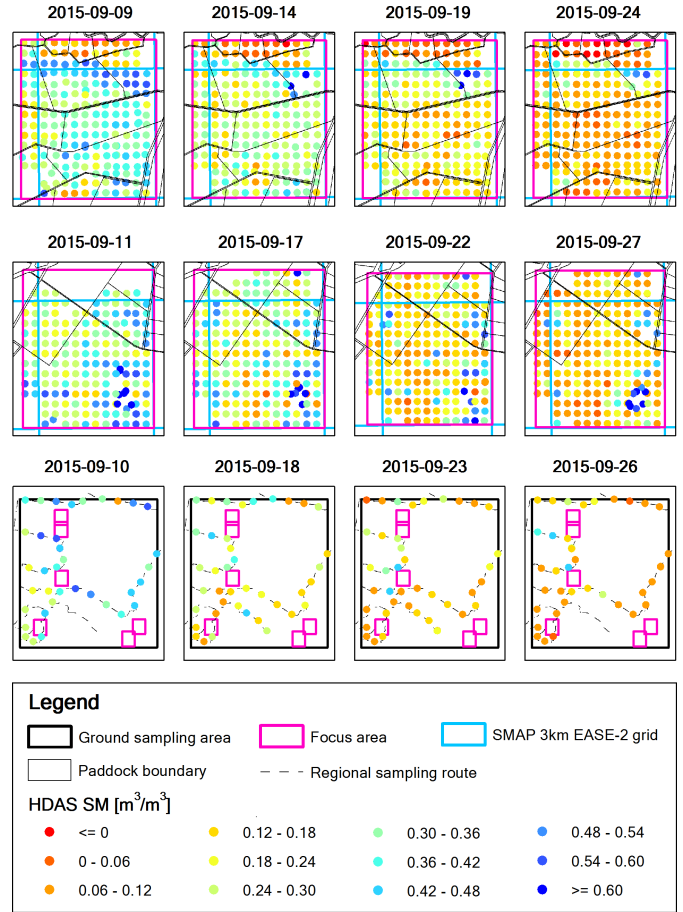 2015-09-09 2015-09-14 2015-09-19 2015-09-24
2015-09-11 2015-09-17 2015-09-22 2015-09-27
2015-09-10 2015-09-18 2015-09-23 2015-09-26
Legend
Ground sampling area Focus area SMAP 3km EASE-2 grid
Paddock boundary Regional sampling route
HDAS SM [m³/m³]
<= 0 0.12 - 0.18 0.30 - 0.36 0.48 - 0.54
0 - 0.06 0.18 - 0.24 0.36 - 0.42 0.54 - 0.60
0.06 - 0.12 0.24 - 0.30 0.42 - 0.48 >= 0.60